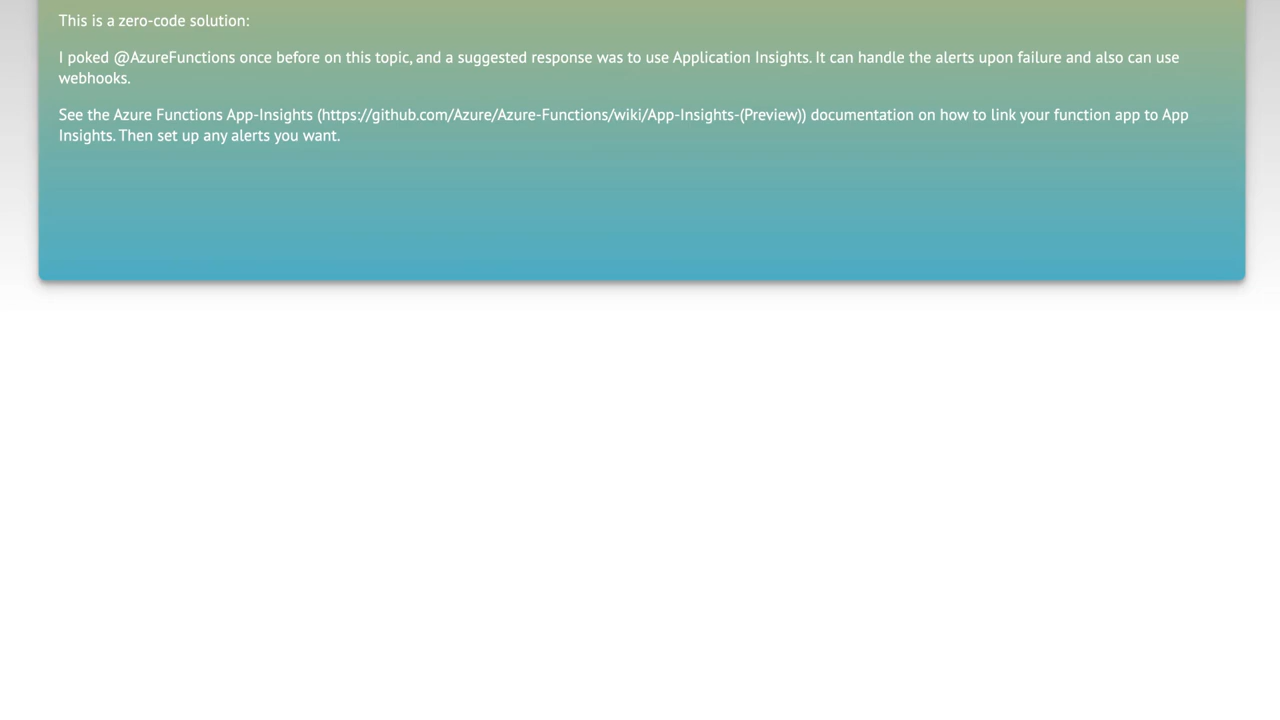 This is a zero-code solution:
I poked @AzureFunctions once before on this topic, and a suggested response was to use Application Insights. It can handle the alerts upon failure and also can use
webhooks.
See the Azure Functions App-Insights (https://github.com/Azure/Azure-Functions/wiki/App-Insights-(Preview)) documentation on how to link your function app to App
Insights. Then set up any alerts you want.